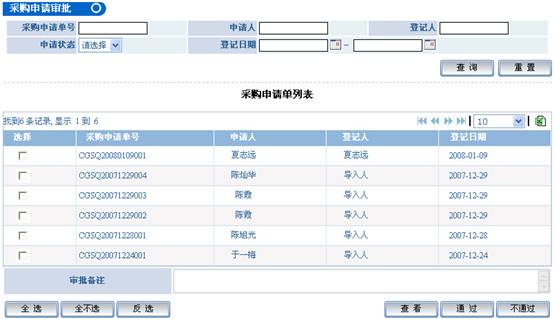 采购申请审批
采购申请单号 申请人 登记人
申请状态 请选择 登记日期 –
查 询 重 置
采购申请单列表
找到6 条记录, 显示 1 到 6 10
选择 采购申请单号 申请人 登记人 登记日期
CGSQ20080109001 夏志远 夏志远 2008-01-09
CGSQ20071229004 陈灿华 导入人 2007-12-29
CGSQ20071229003 陈霞 导入人 2007-12-29
CGSQ20071229002 陈霞 导入人 2007-12-29
CGSQ20071228001 陈旭光 导入人 2007-12-28
CGSQ20071224001 于一梅 导入人 2007-12-24
审批备注
全 选 全不选 反 选 查 看 通 过 不通过